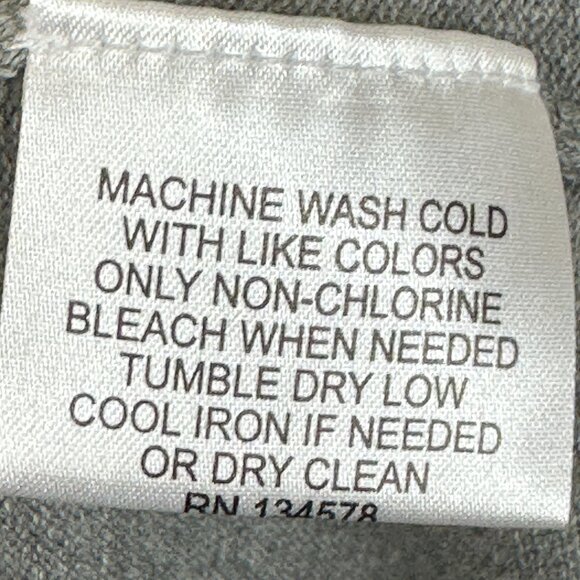 MACHINE WASH COLD
WITH LIKE COLORS
ONLY NON-CHLORINE
BLEACH WHEN NEEDED
TUMBLE DRY LOW
COOL IRON IF NEEDED
OR DRY CLEAN
RN 134578